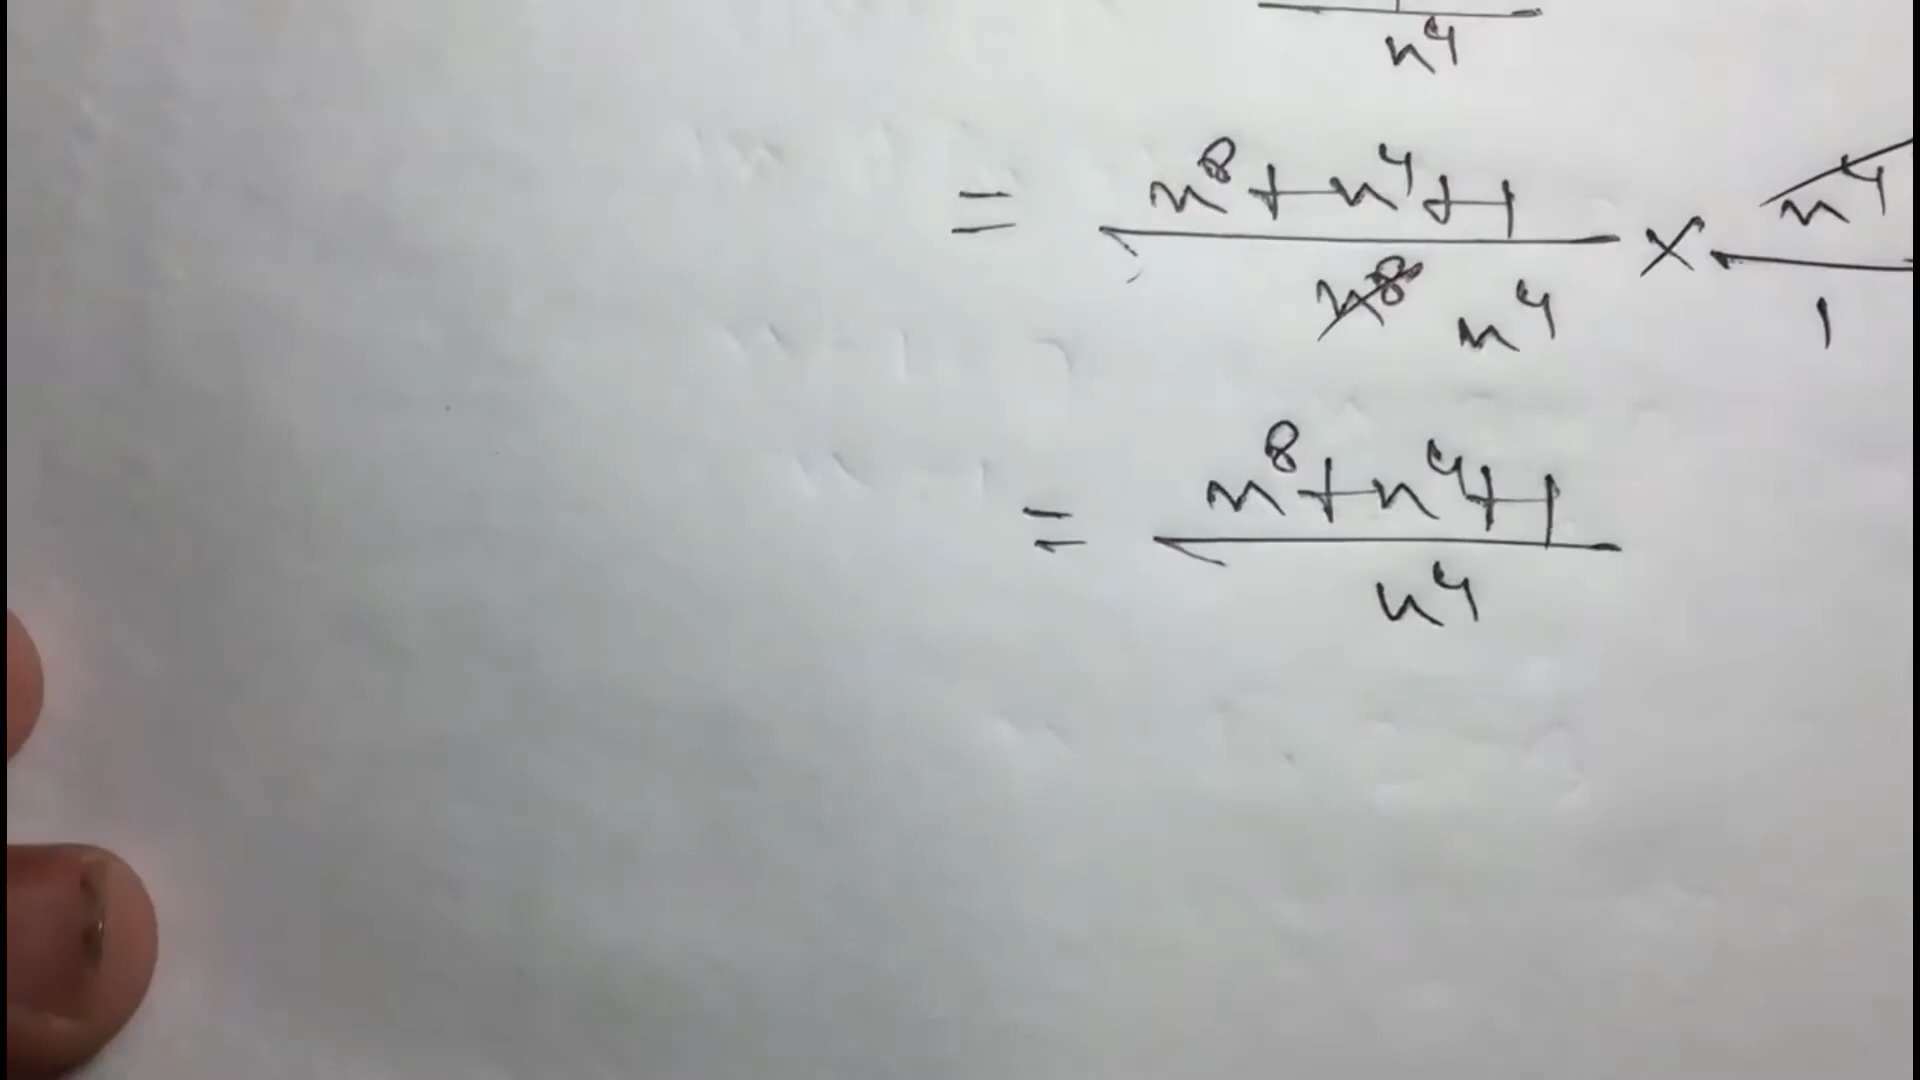 n⁴
= n⁸+n⁴+1 / n⁸ n⁴ × n⁴ / 1
= n⁸+n⁴+1 / n⁴